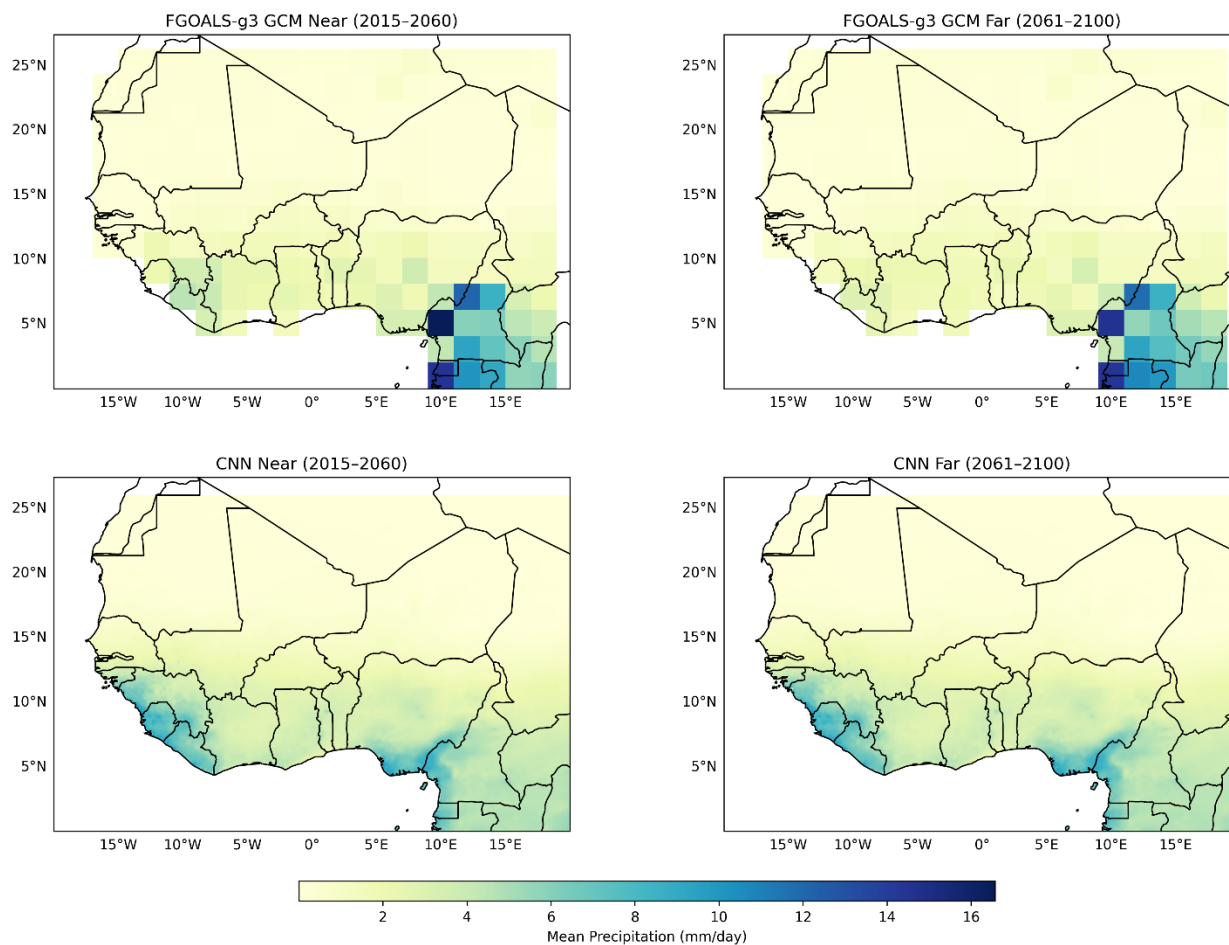 FGOALS-g3 GCM Near (2015–2060)
FGOALS-g3 GCM Far (2061–2100)
25°N
20°N
15°N
10°N
5°N
25°N
20°N
15°N
10°N
5°N
15°W 10°W 5°W 0° 5°E 10°E 15°E
15°W 10°W 5°W 0° 5°E 10°E 15°E
CNN Near (2015–2060)
CNN Far (2061–2100)
25°N
20°N
15°N
10°N
5°N
25°N
20°N
15°N
10°N
5°N
15°W 10°W 5°W 0° 5°E 10°E 15°E
15°W 10°W 5°W 0° 5°E 10°E 15°E
2 4 6 8 10 12 14 16
Mean Precipitation (mm/day)